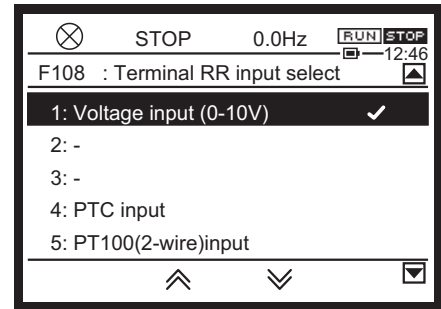 STOP 0.0Hz RUN STOP
12:46
F108 : Terminal RR input select
1: Voltage input (0-10V)
2: -
3: -
4: PTC input
5: PT100(2-wire)input